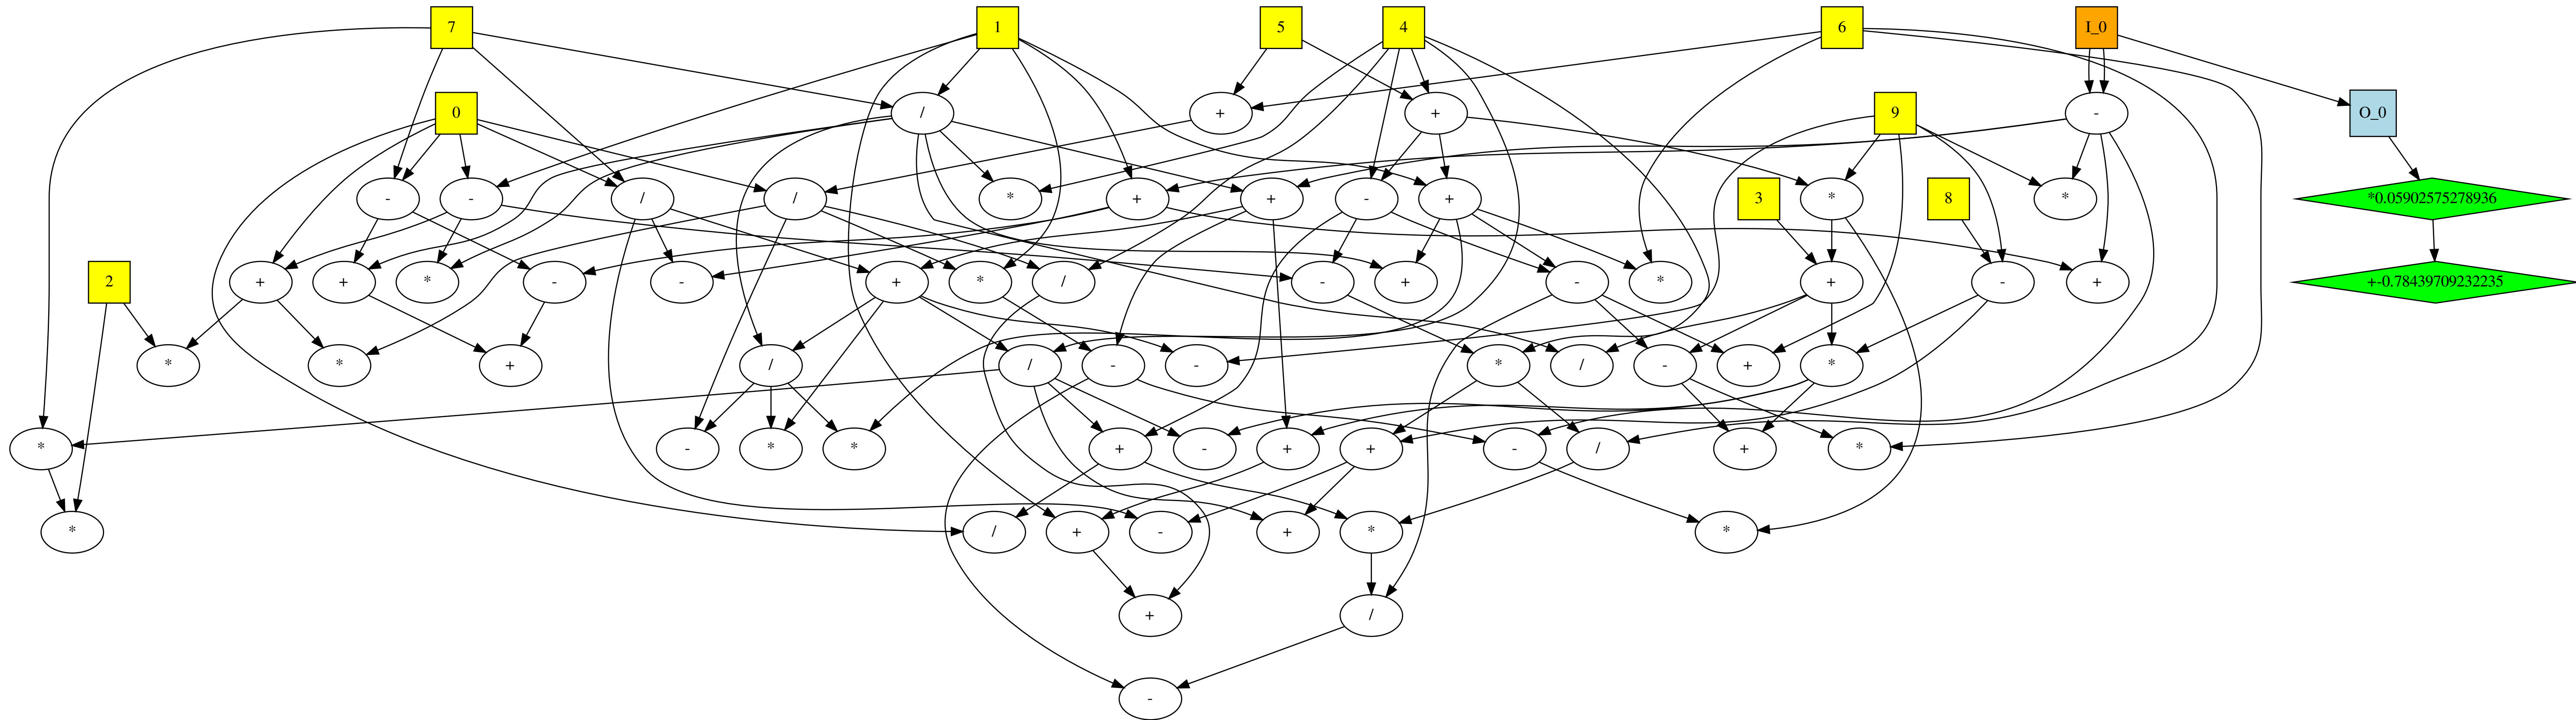 7 1 5 4 6 I_0
0 / + + 9 - O_0
- - / / * + + - + 3 * 8 * *0.05902575278936
2 + + * - - + * / - + - * + - + +-0.78439709232235
* * + / / - - * / - + *
* - * * + - + + - / + *
* / + - + * *
+ /
-